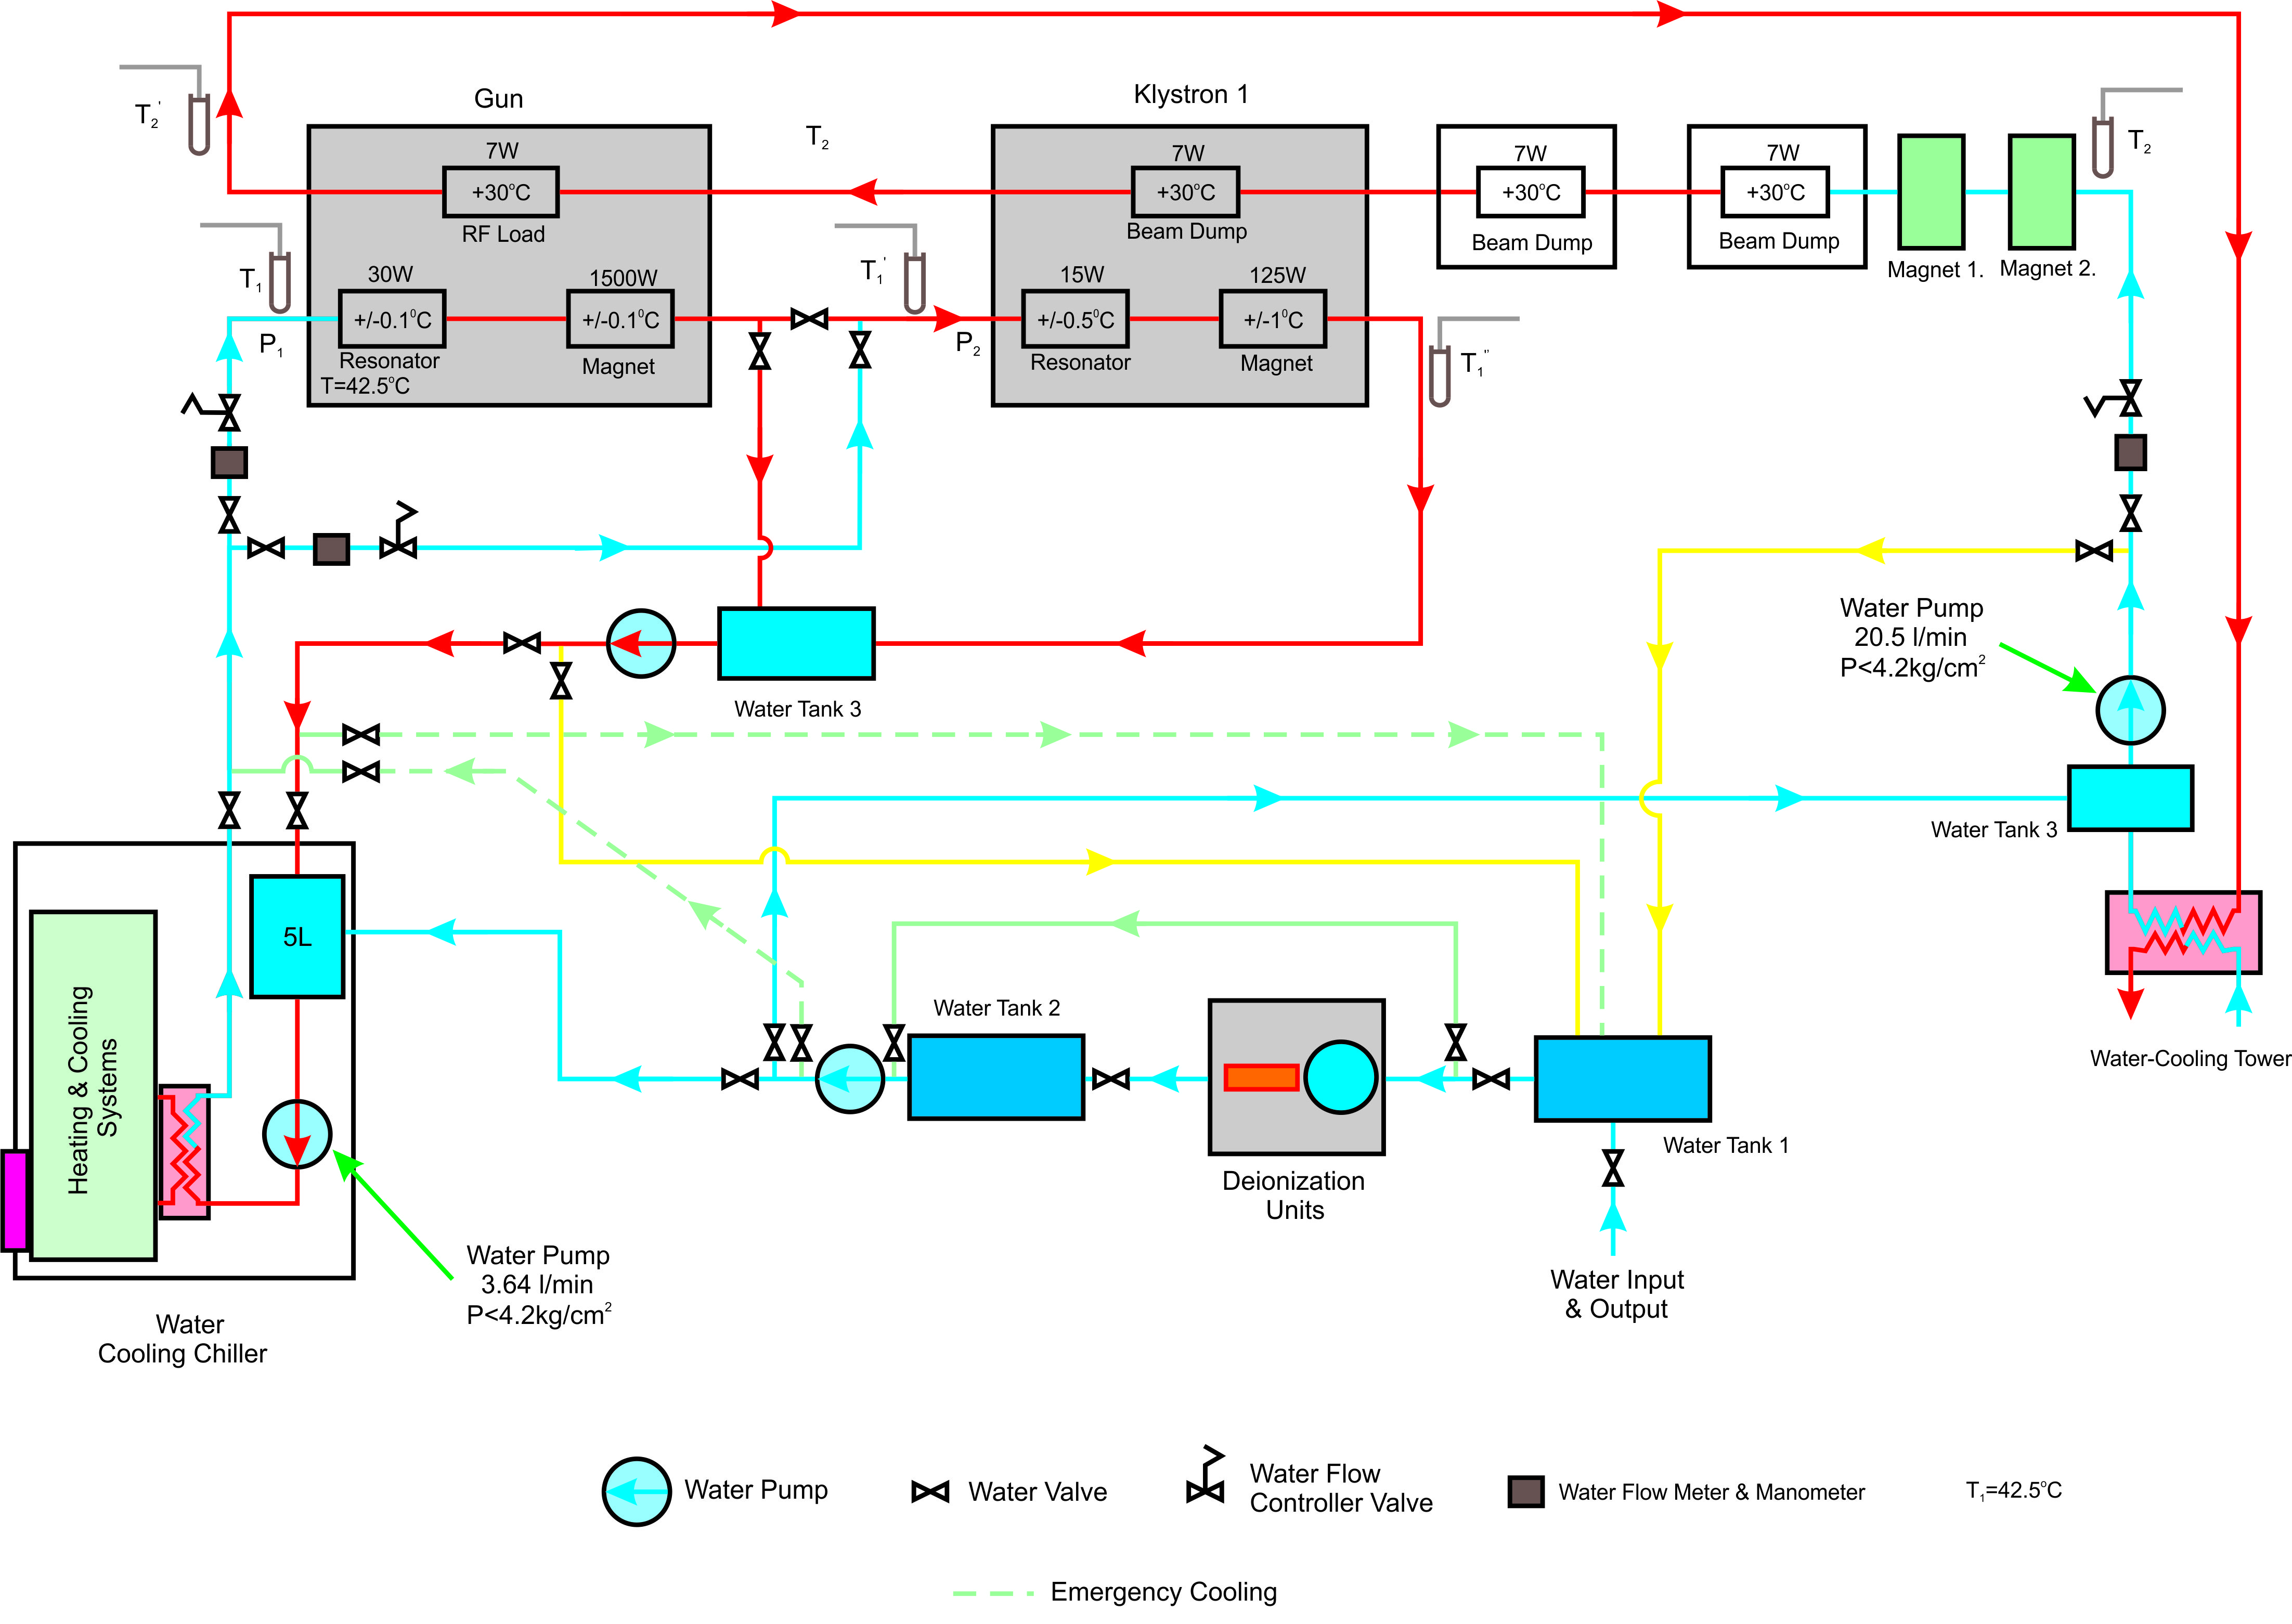 Gun
Klystron 1
T2'
T2
T2
7W
+30°C
RF Load
7W
+30°C
Beam Dump
7W
+30°C
Beam Dump
7W
+30°C
Beam Dump
Magnet 1.
Magnet 2.
T1
T1'
T1''
P1
P2
30W
+/-0.1⁰C
Resonator
T=42.5°C
1500W
+/-0.1⁰C
Magnet
15W
+/-0.5⁰C
Resonator
125W
+/-1⁰C
Magnet
Water Tank 3
Water Pump
20.5 l/min
P<4.2kg/cm²
Water Tank 3
Water-Cooling Tower
5L
Heating & Cooling
Systems
Water Pump
3.64 l/min
P<4.2kg/cm²
Water
Cooling Chiller
Water Tank 2
Deionization
Units
Water Tank 1
Water Input
& Output
Water Pump
Water Valve
Water Flow
Controller Valve
Water Flow Meter & Manometer
T1=42.5°C
Emergency Cooling